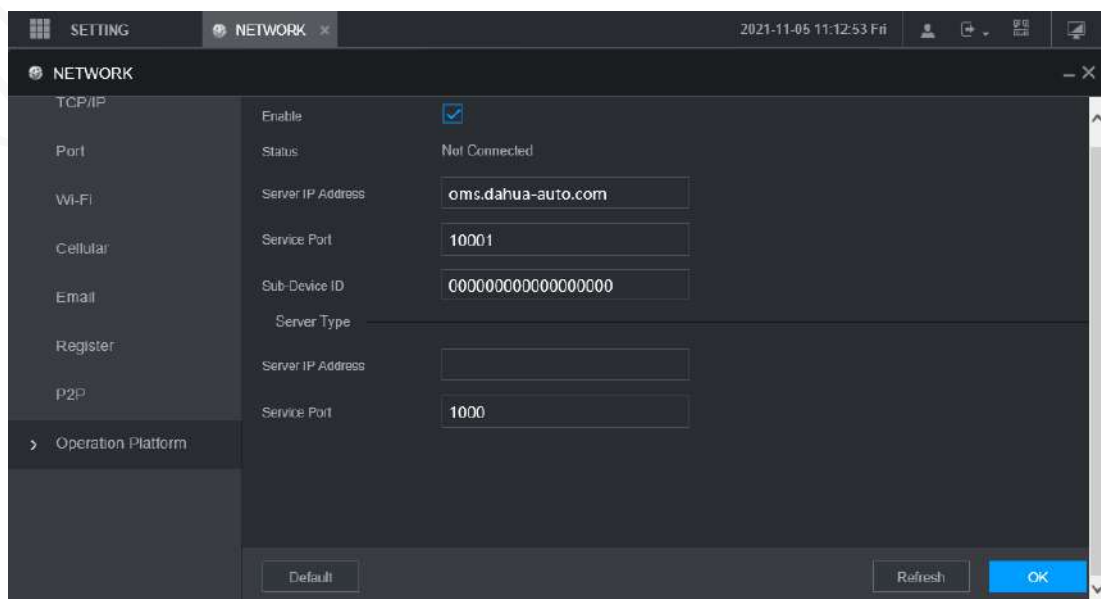 SETTING NETWORK × 2021-11-05 11:12:53 Fri
NETWORK
TCP/IP
Port
Wi-Fi
Cellular
Email
Register
P2P
Operation Platform
Enable
Status Not Connected
Server IP Address oms.dahua-auto.com
Service Port 10001
Sub-Device ID 000000000000000000
Server Type
Server IP Address
Service Port 1000
Default Refresh OK